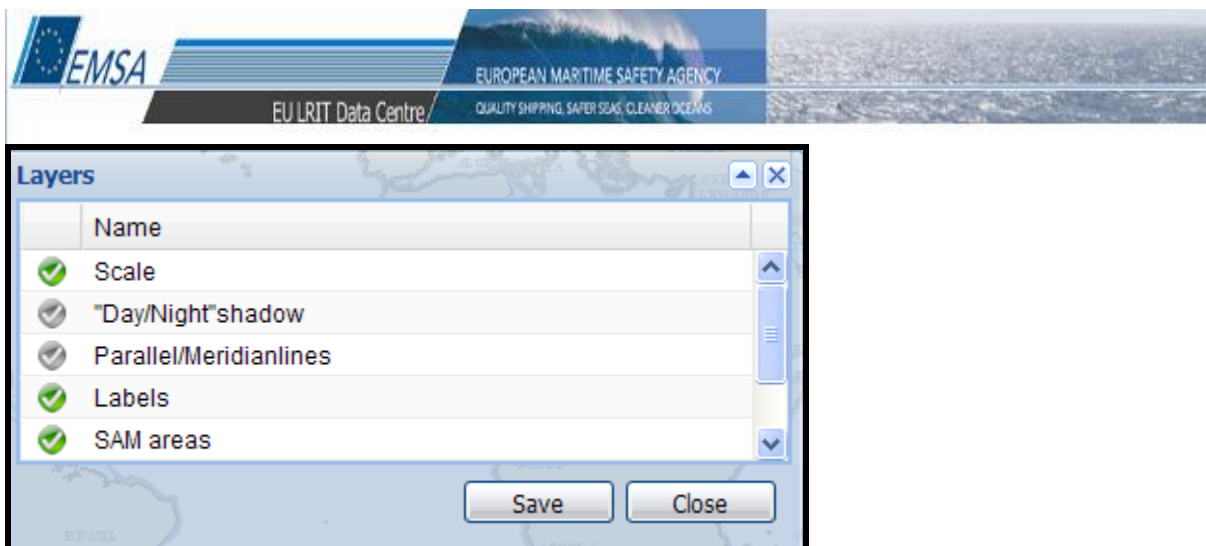 EMSA
EUROPEAN MARITIME SAFETY AGENCY
EU LRIT Data Centre
QUALITY SHIPPING, SAFER SEAS, CLEANER OCEANS
Layers
Name
Scale
"Day/Night"shadow
Parallel/Meridianlines
Labels
SAM areas
Save
Close
BRAZIL